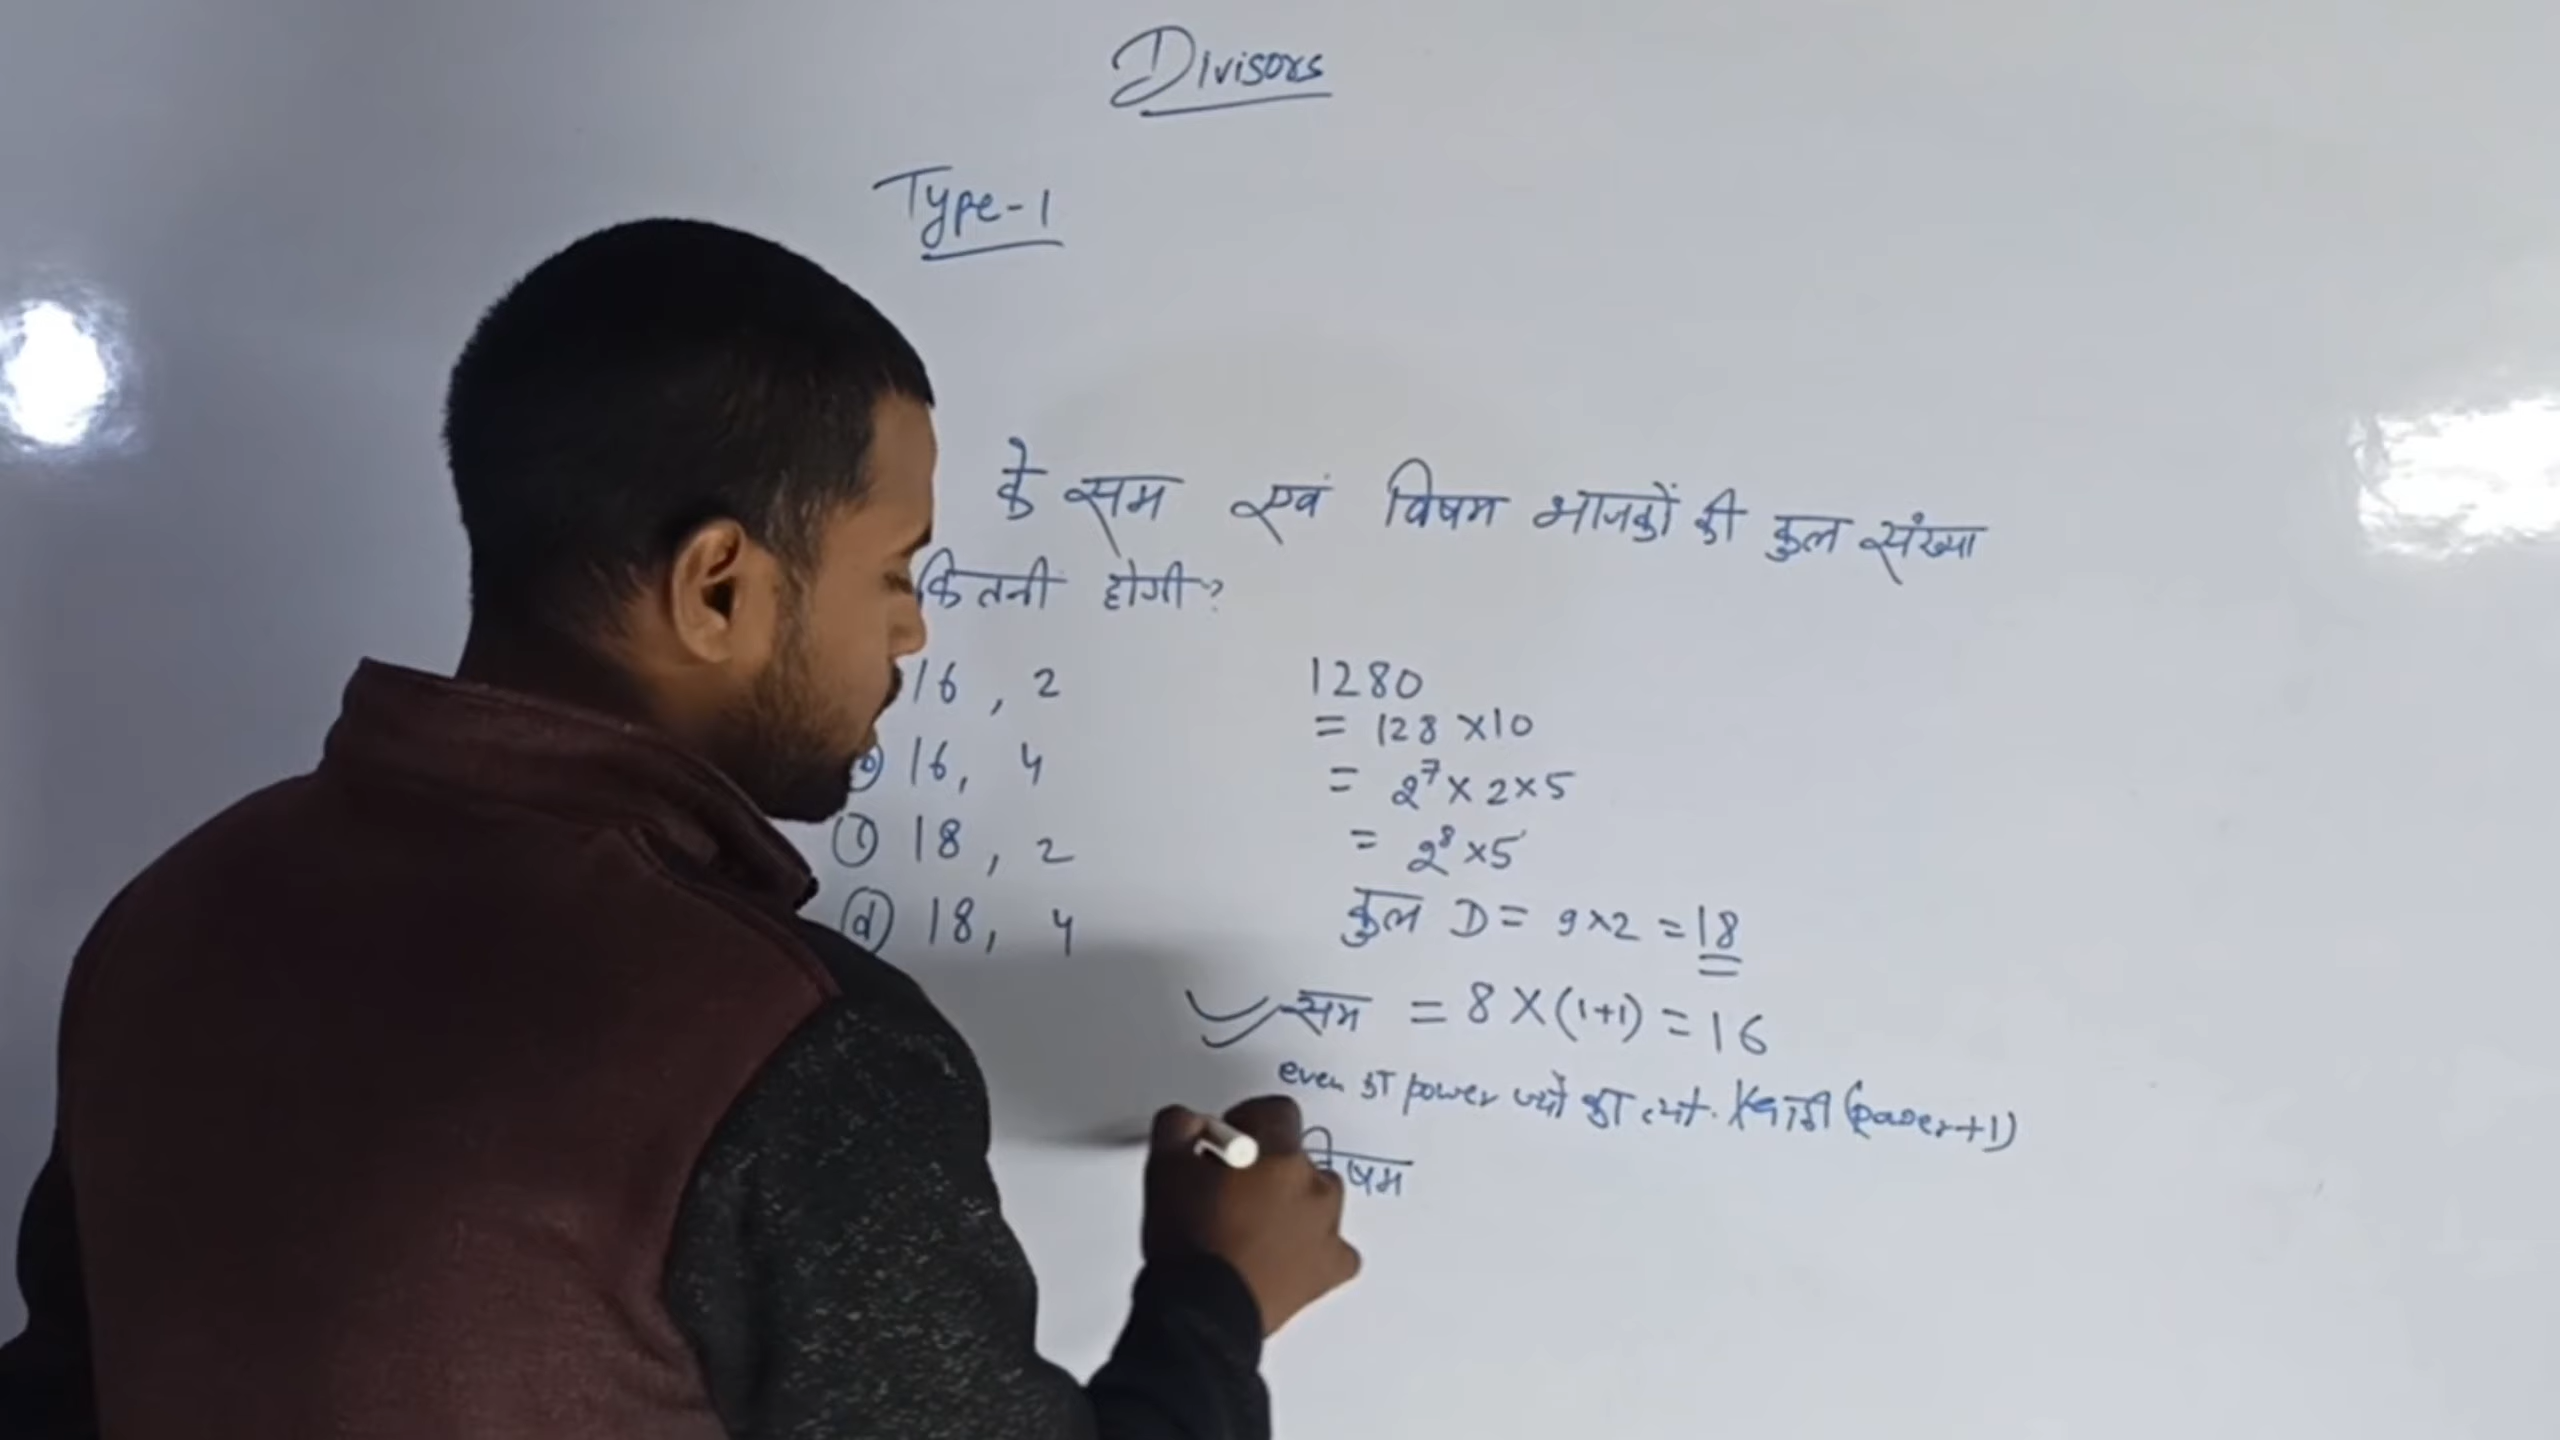 Divisors
Type-1
के सम एवं विषम भाजकों की कुल संख्या
कितनी होगी?
16, 2
ⓑ 16, 4
18, 2
ⓓ 18, 4
1280
= 128 × 10
= 2⁷ × 2 × 5
= 2⁸ × 5
कुल D = 9×2 = 18
सम = 8 × (1+1) = 16
even का power ज्यों का त्यों × बाकी (power+1)
विषम